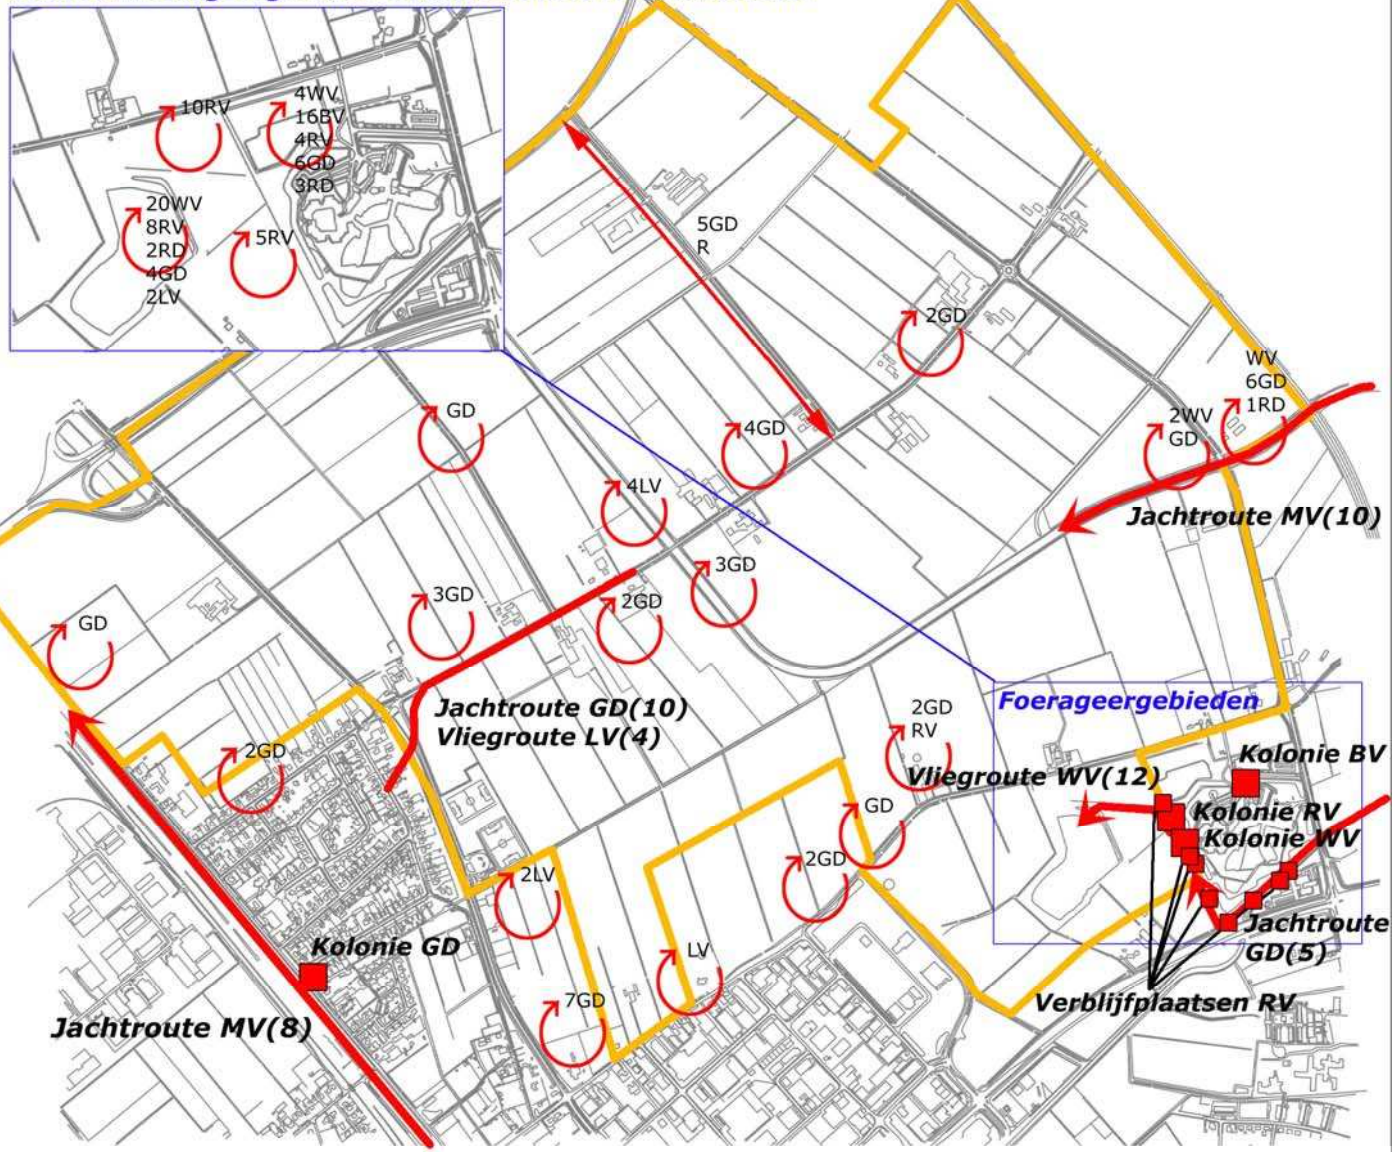 10RV
4WV
16BV
4RV
6GD
3RD
20WV
8RV
2RD
4GD
2LV
5RV
5GD
R
2GD
WV
6GD
1RD
2WV
GD
GD
4GD
4LV
Jachtroute MV(10)
3GD
3GD
2GD
GD
Jachtroute GD(10)
Vliegroute LV(4)
2GD
RV
Foerageergebieden
2GD
Kolonie BV
Vliegroute WV(12)
GD
Kolonie RV
Kolonie WV
2GD
2LV
Jachtroute
GD(5)
Kolonie GD
LV
7GD
Verblijfplaatsen RV
Jachtroute MV(8)